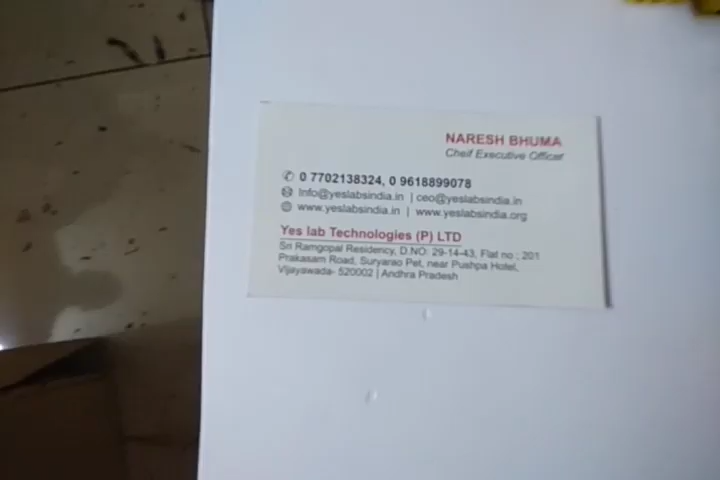 NARESH BHUMA
Cheif Executive Officer
0 7702138324, 0 9618899078
Info@yeslabsindia.in | ceo@yeslabsindia.in
www.yeslabsindia.in | www.yeslabsindia.org
Yes lab Technologies (P) LTD
Sri Ramgopal Residency, D.NO: 29-14-43, Flat no : 201
Prakasam Road, Suryarao Pet, near Pushpa Hotel,
Vijayawada- 520002 | Andhra Pradesh